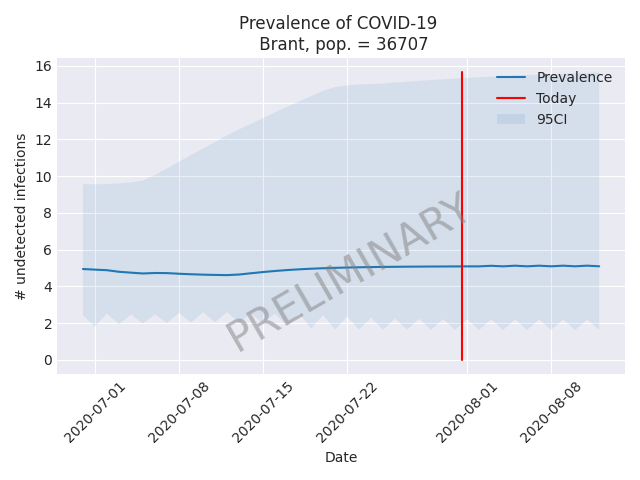 Prevalence of COVID-19
Brant, pop. = 36707
# undetected infections
16
14
12
10
8
6
4
2
0
Prevalence
Today
95CI
PRELIMINARY
2020-07-01
2020-07-08
2020-07-15
2020-07-22
2020-08-01
2020-08-08
Date